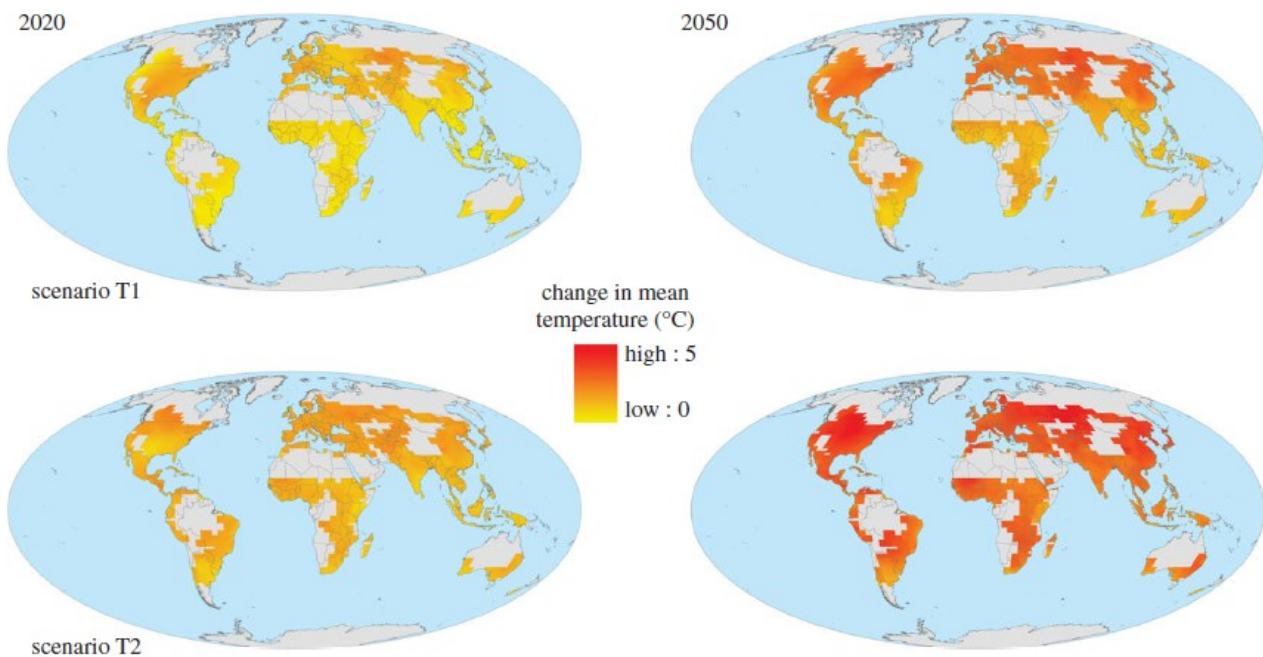 2020
2050
scenario T1
change in mean
temperature (°C)
high : 5
low : 0
scenario T2